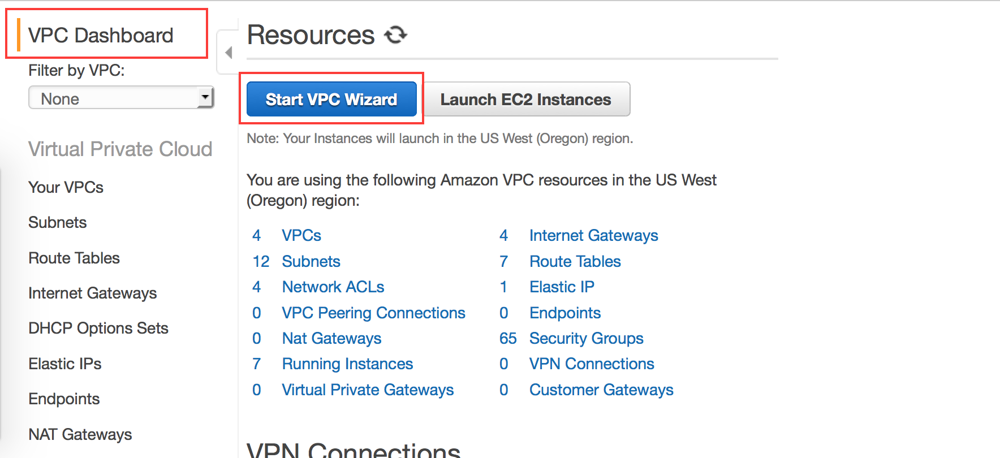 VPC Dashboard
Filter by VPC:
None
Virtual Private Cloud
Your VPCs
Subnets
Route Tables
Internet Gateways
DHCP Options Sets
Elastic IPs
Endpoints
NAT Gateways
Resources
Start VPC Wizard
Launch EC2 Instances
Note: Your Instances will launch in the US West (Oregon) region.
You are using the following Amazon VPC resources in the US West
(Oregon) region:
4 VPCs
4 Internet Gateways
12 Subnets
7 Route Tables
4 Network ACLs
1 Elastic IP
0 VPC Peering Connections
0 Endpoints
0 Nat Gateways
65 Security Groups
7 Running Instances
0 VPN Connections
0 Virtual Private Gateways
0 Customer Gateways
VPN Connections